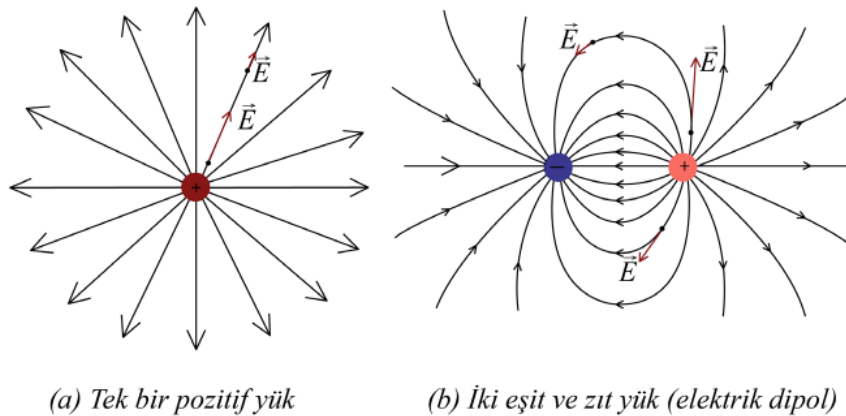 E⃗
E⃗
+
E⃗
E⃗
−
+
E⃗
(a) Tek bir pozitif yük
(b) İki eşit ve zıt yük (elektrik dipol)